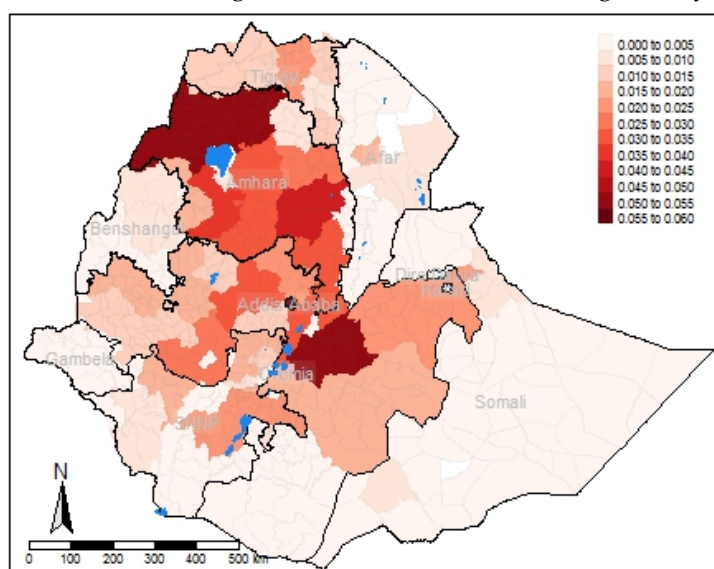 0.000 to 0.005
0.005 to 0.010
0.010 to 0.015
0.015 to 0.020
0.020 to 0.025
0.025 to 0.030
0.030 to 0.035
0.035 to 0.040
0.040 to 0.045
0.045 to 0.050
0.050 to 0.055
0.055 to 0.060
Tigray
Afar
Amhara
Benshangu
Addis Ababa
Gambela
Oromia
Somali
SNNP
N
0 100 200 300 400 500 km